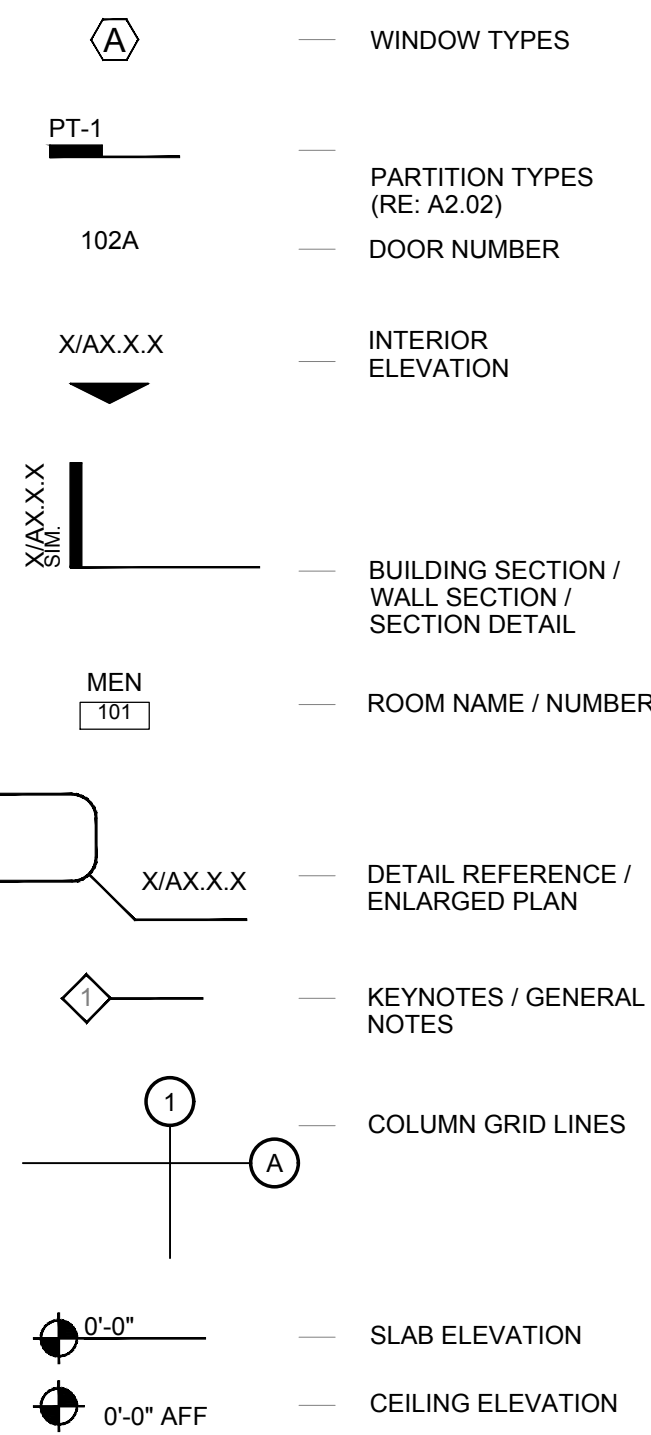 A
WINDOW TYPES
PT-1
PARTITION TYPES
(RE: A2.02)
102A
DOOR NUMBER
X/AX.X.X
INTERIOR
ELEVATION
X/AX.X.X
SIM.
BUILDING SECTION /
WALL SECTION /
SECTION DETAIL
MEN
101
ROOM NAME / NUMBER
X/AX.X.X
DETAIL REFERENCE /
ENLARGED PLAN
1
KEYNOTES / GENERAL
NOTES
1
A
COLUMN GRID LINES
0'-0"
SLAB ELEVATION
0'-0" AFF
CEILING ELEVATION